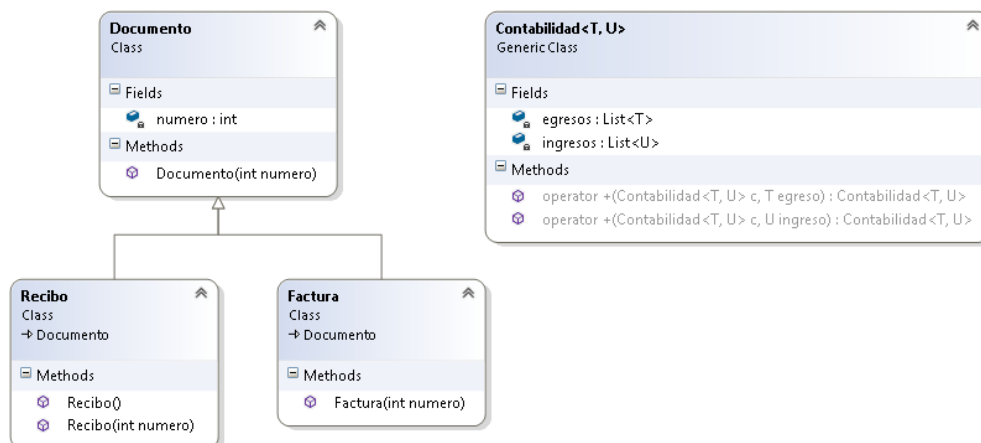 Documento
Class
Fields
numero : int
Methods
Documento(int numero)
Contabilidad<T, U>
Generic Class
Fields
egresos : List<T>
ingresos : List<U>
Methods
operator +(Contabilidad<T, U> c, T egreso) : Contabilidad<T, U>
operator +(Contabilidad<T, U> c, U ingreso) : Contabilidad<T, U>
Recibo
Class
Documento
Methods
Recibo()
Recibo(int numero)
Factura
Class
Documento
Methods
Factura(int numero)